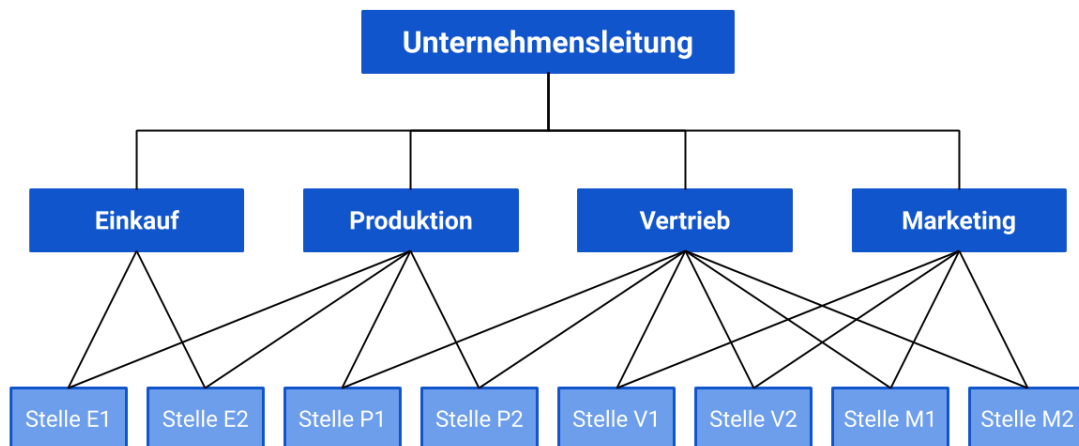 Unternehmensleitung
Einkauf
Produktion
Vertrieb
Marketing
Stelle E1
Stelle E2
Stelle P1
Stelle P2
Stelle V1
Stelle V2
Stelle M1
Stelle M2